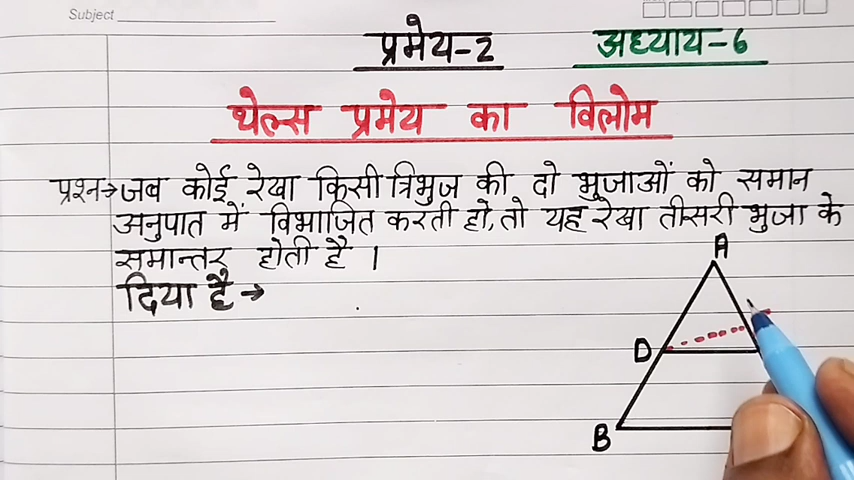 Subject
प्रमेय-2 अध्याय-6
थेल्स प्रमेय का विलोम
प्रश्न→ जब कोई रेखा किसी त्रिभुज की दो भुजाओं को समान
अनुपात में विभाजित करती हो, तो यह रेखा तीसरी भुजा के
समान्तर होती है ।
दिया है →
A
D
B